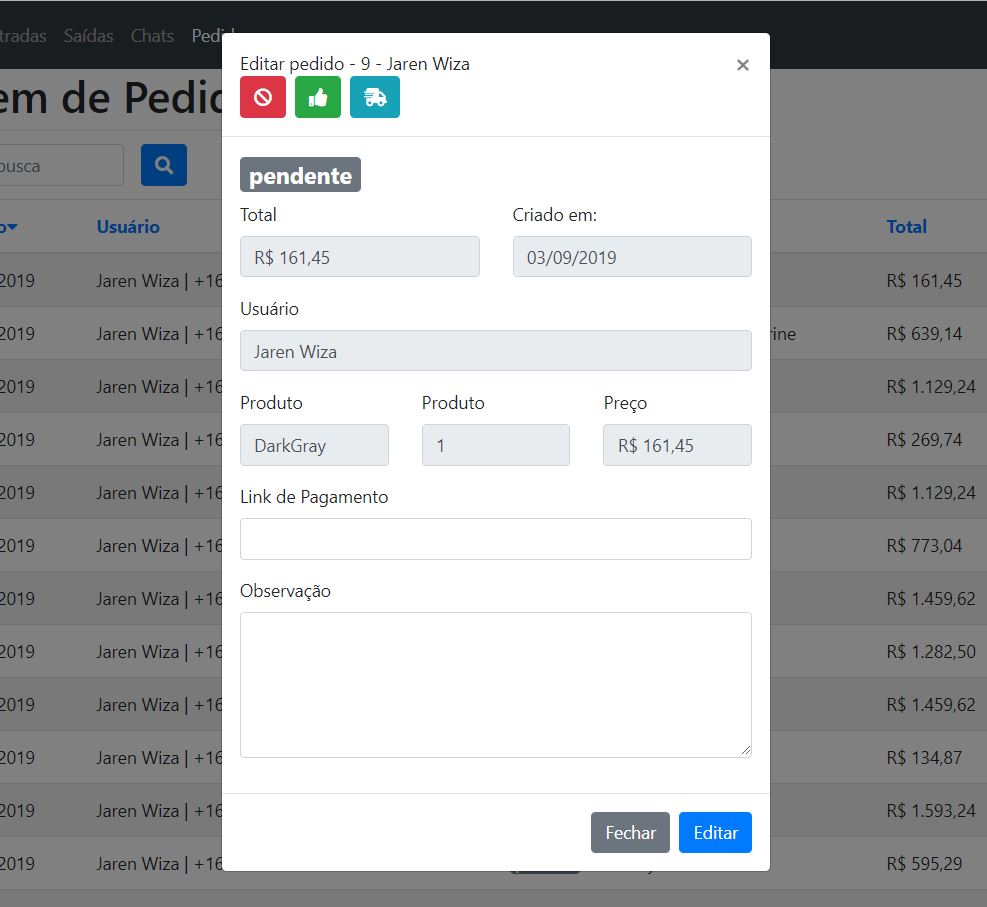 tradas Saídas Chats Pedid
em de Pedid
busca
Editar pedido - 9 - Jaren Wiza ×
pendente
Total Criado em:
R$ 161,45 03/09/2019
Usuário
Jaren Wiza
Produto Produto Preço
DarkGray 1 R$ 161,45
Link de Pagamento
Observação
Fechar Editar
o Usuário Total
2019 Jaren Wiza | +16 R$ 161,45
2019 Jaren Wiza | +16 rine R$ 639,14
2019 Jaren Wiza | +16 R$ 1.129,24
2019 Jaren Wiza | +16 R$ 269,74
2019 Jaren Wiza | +16 R$ 1.129,24
2019 Jaren Wiza | +16 R$ 773,04
2019 Jaren Wiza | +16 R$ 1.459,62
2019 Jaren Wiza | +16 R$ 1.282,50
2019 Jaren Wiza | +16 R$ 1.459,62
2019 Jaren Wiza | +16 R$ 134,87
2019 Jaren Wiza | +16 R$ 1.593,24
2019 Jaren Wiza | +16 R$ 595,29